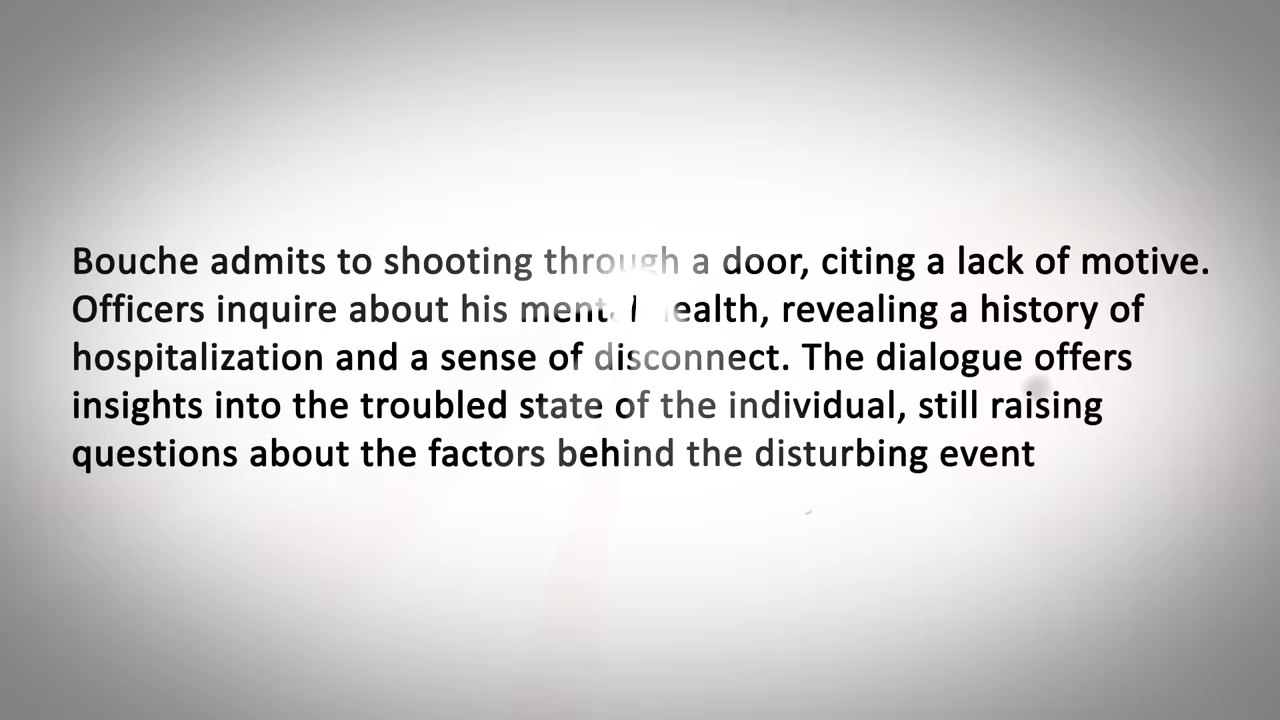 Bouche admits to shooting through a door, citing a lack of motive.
Officers inquire about his mental health, revealing a history of
hospitalization and a sense of disconnect. The dialogue offers
insights into the troubled state of the individual, still raising
questions about the factors behind the disturbing event